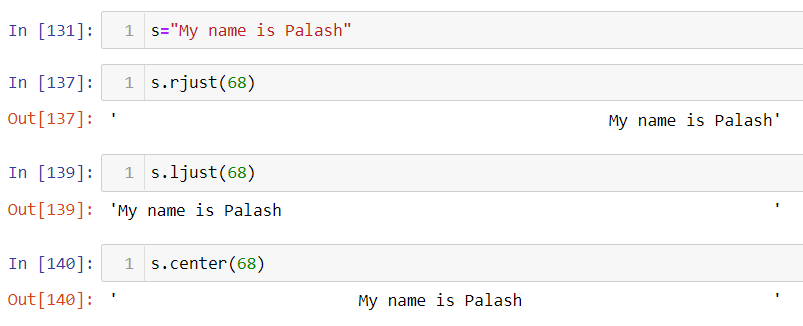 In [131]: 1 s="My name is Palash"
In [137]: 1 s.rjust(68)
Out[137]: '                                                   My name is Palash'
In [139]: 1 s.ljust(68)
Out[139]: 'My name is Palash                                                   '
In [140]: 1 s.center(68)
Out[140]: '                         My name is Palash                          '